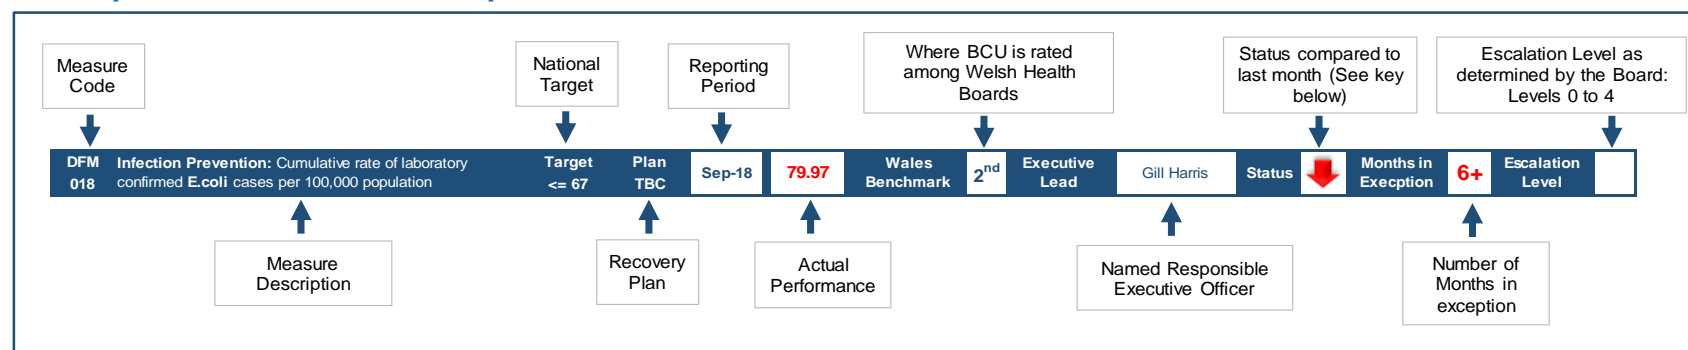 Measure
Code
National
Target
Reporting
Period
Where BCU is rated
among Welsh Health
Boards
Status compared to
last month (See key
below)
Escalation Level as
determined by the Board:
Levels 0 to 4
DFM
018
Infection Prevention: Cumulative rate of laboratory
confirmed E.coli cases per 100,000 population
Target
<= 67
Plan
TBC
Sep-18
79.97
Wales
Benchmark
2nd
Executive
Lead
Gill Harris
Status
Months in
Execption
6+
Escalation
Level
Measure
Description
Recovery
Plan
Actual
Performance
Named Responsible
Executive Officer
Number of
Months in
exception